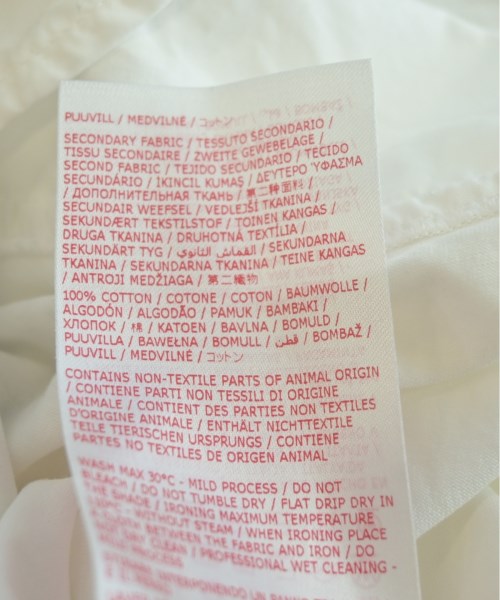 PUUVILL / MEDVILNĖ / コットン
SECONDARY FABRIC / TESSUTO SECONDARIO /
TISSU SECONDAIRE / ZWEITE GEWEBELAGE /
SECOND FABRIC / TEJIDO SECUNDARIO / TECIDO
SECUNDÁRIO / IKINCIL KUMAŞ / ΔΕΥΤΕΡΟ ΎΦΑΣΜΑ
/ ДОПОЛНИТЕЛЬНАЯ ТКАНЬ / 第二种面料 /
SECUNDAIR WEEFSEL / VEDLEJŠÍ TKANINA /
SEKUNDÆRT TEKSTILSTOF / TOINEN KANGAS /
DRUGA TKANINA / DRUHOTNÁ TEXTÍLIA /
SEKUNDÄRT TYG / القماش الثانوي / SEKUNDARNA
TKANINA / SEKUNDARNA TKANINA / TEINE KANGAS
/ ANTROJI MEDŽIAGA / 第二織物
100% COTTON / COTONE / COTON / BAUMWOLLE /
ALGODÓN / ALGODÃO / PAMUK / BAMBAKI /
ХЛОПОК / 棉 / KATOEN / BAVLNA / BOMULD /
PUUVILLA / BAWEŁNA / BOMULL / قطن / BOMBAŽ /
PUUVILL / MEDVILNĖ / コットン
CONTAINS NON-TEXTILE PARTS OF ANIMAL ORIGIN
/ CONTIENE PARTI NON TESSILI DI ORIGINE
ANIMALE / CONTIENT DES PARTIES NON TEXTILES
D'ORIGINE ANIMALE / ENTHÄLT NICHTTEXTILE
TEILE TIERISCHEN URSPRUNGS / CONTIENE
PARTES NO TEXTILES DE ORIGEN ANIMAL
WASH MAX 30°C - MILD PROCESS / DO NOT
BLEACH / DO NOT TUMBLE DRY / FLAT DRIP DRY IN
THE SHADE / IRONING MAXIMUM TEMPERATURE
- WITHOUT STEAM / WHEN IRONING PLACE
BETWEEN THE FABRIC AND IRON / DO
DRY CLEAN / PROFESSIONAL WET CLEANING -
PROCESS